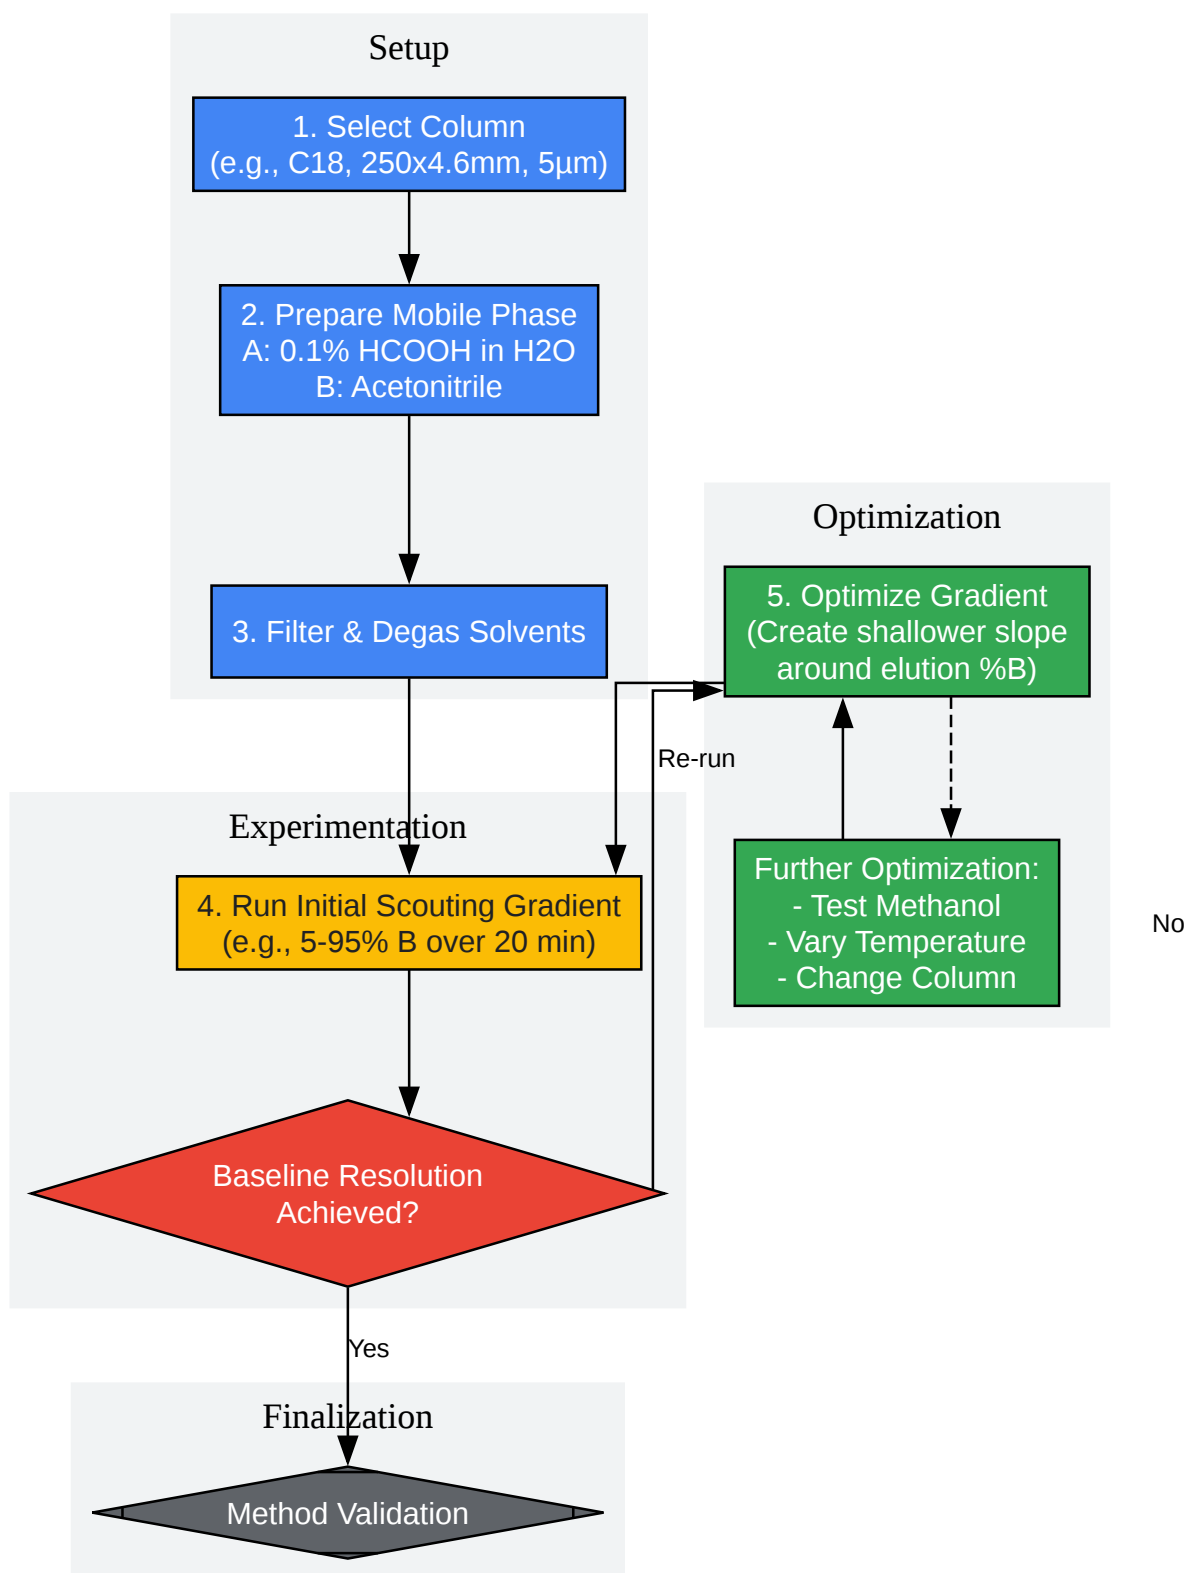 Setup
1. Select Column
(e.g., C18, 250x4.6mm, 5µm)
2. Prepare Mobile Phase
A: 0.1% HCOOH in H2O
B: Acetonitrile
3. Filter & Degas Solvents
Optimization
5. Optimize Gradient
(Create shallower slope
around elution %B)
Re-run
Further Optimization:
- Test Methanol
- Vary Temperature
- Change Column
No
Experimentation
4. Run Initial Scouting Gradient
(e.g., 5-95% B over 20 min)
Baseline Resolution
Achieved?
Yes
Finalization
Method Validation